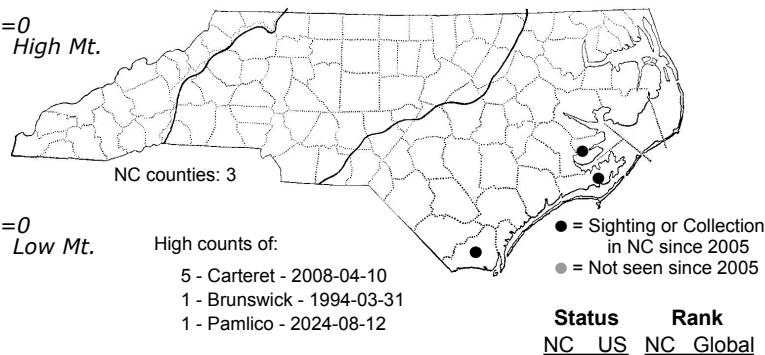 =0
High Mt.
NC counties: 3
=0
Low Mt.
High counts of:
5 - Carteret - 2008-04-10
1 - Brunswick - 1994-03-31
1 - Pamlico - 2024-08-12
= Sighting or Collection
in NC since 2005
= Not seen since 2005
Status Rank
NC US NC Global